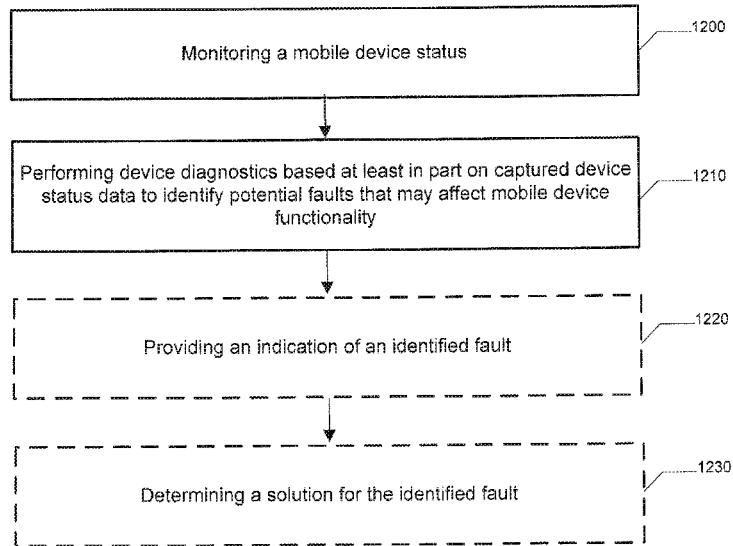 Monitoring a mobile device status
1200
Performing device diagnostics based at least in part on captured device
status data to identify potential faults that may affect mobile device
functionality
1210
Providing an indication of an identified fault
1220
Determining a solution for the identified fault
1230